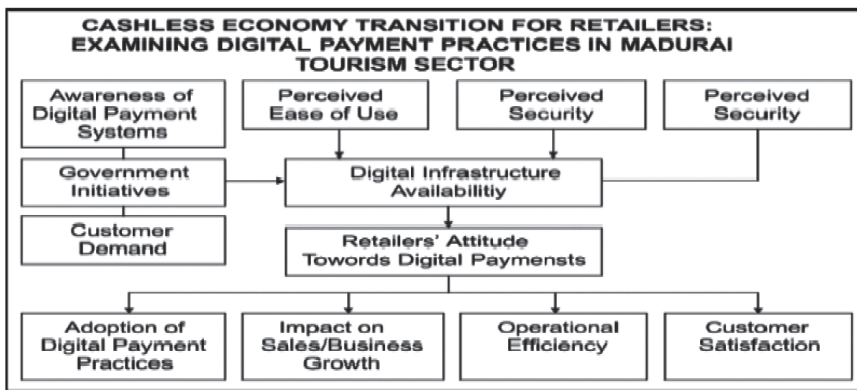 CASHLESS ECONOMY TRANSITION FOR RETAILERS:
EXAMINING DIGITAL PAYMENT PRACTICES IN MADURAI
TOURISM SECTOR
Awareness of
Digital Payment
Systems
Perceived
Ease of Use
Perceived
Security
Perceived
Security
Government
Initiatives
Digital Infrastructure
Availabilitiy
Customer
Demand
Retailers' Attitude
Towards Digital Paymensts
Adoption of
Digital Payment
Practices
Impact on
Sales/Business
Growth
Operational
Efficiency
Customer
Satisfaction